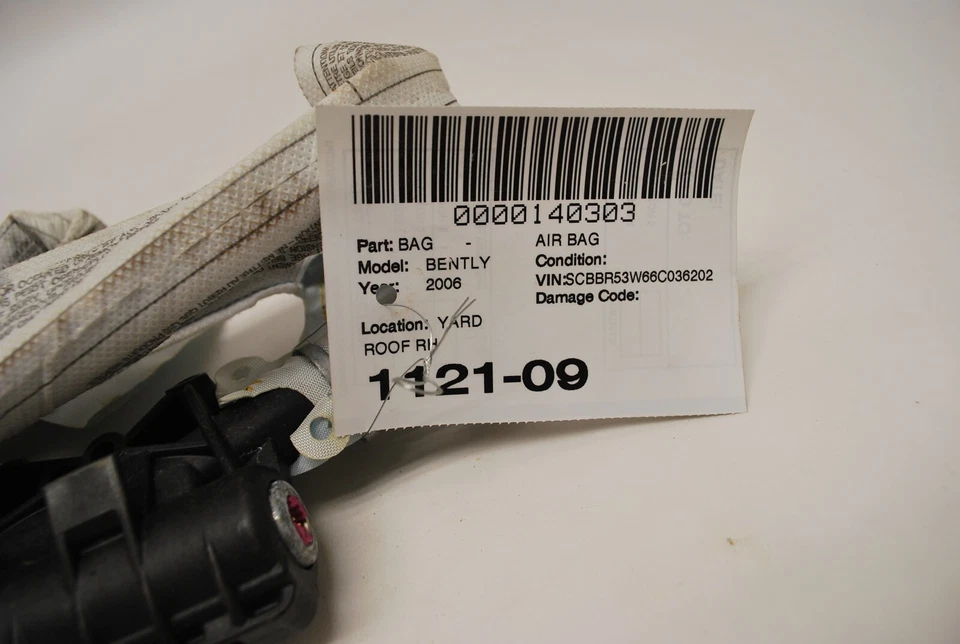 0000140303
Part: BAG - AIR BAG
Model: BENTLY Condition:
Year: 2006 VIN:SCBBR53W66C036202
Damage Code:
Location: YARD
ROOF RH
1121-09